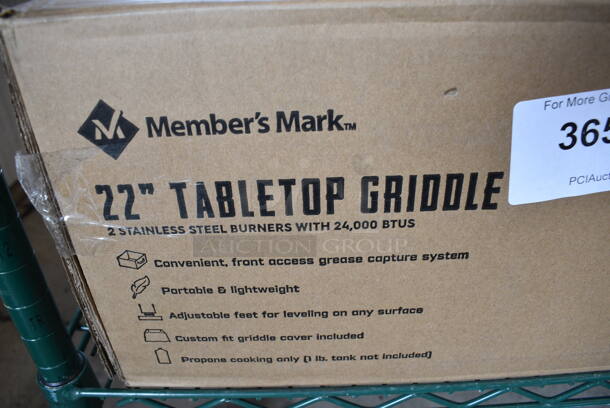 Member's Mark™
22" TABLETOP GRIDDLE
2 STAINLESS STEEL BURNERS WITH 24,000 BTUS
AUCTION GROUP
Convenient, front access grease capture system
Portable & lightweight
Adjustable feet for leveling on any surface
Custom fit griddle cover included
Propane cooking only (1 lb. tank not included)
For More G
365
PCIAuct